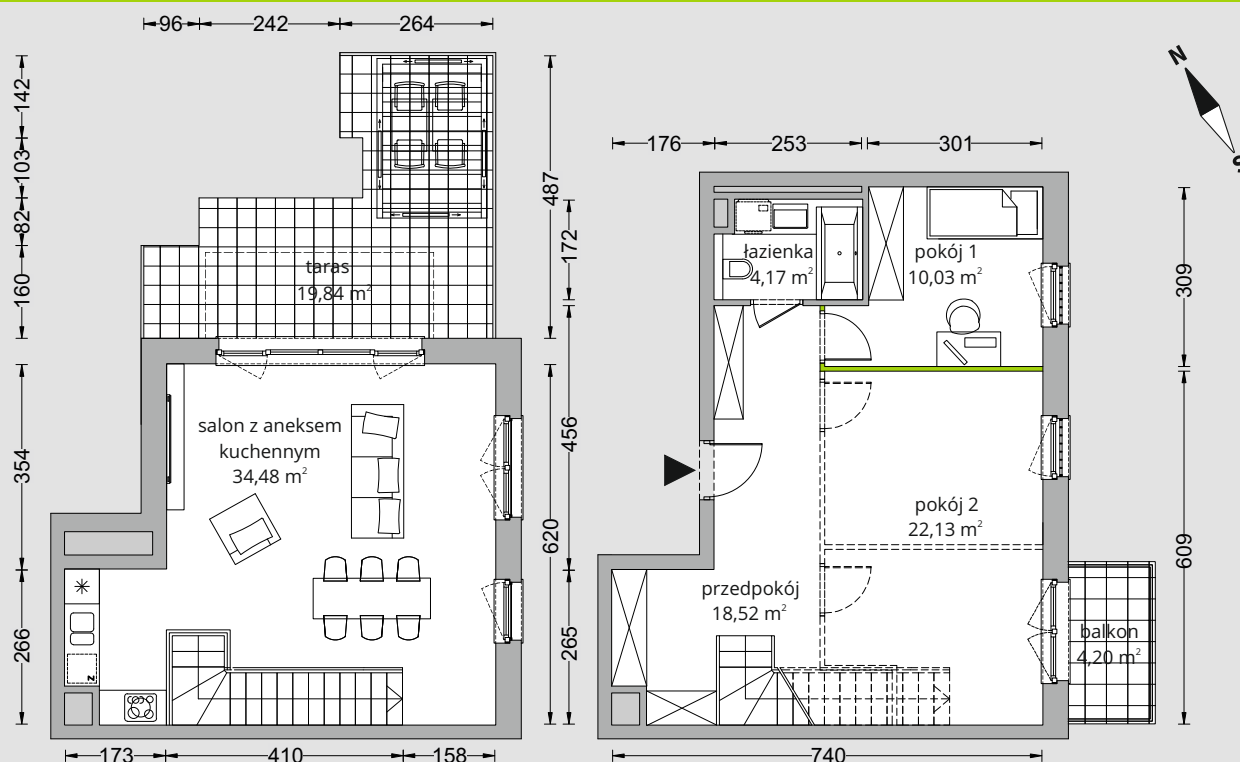 96
242
264
142
103
82
160
354
266
487
172
456
620
265
taras
19,84 m²
salon z aneksem
kuchennym
34,48 m²
z
173
410
158
N
176
253
301
309
609
łazienka
4,17 m²
pokój 1
10,03 m²
pokój 2
22,13 m²
przedpokój
18,52 m²
balkon
4,20 m²
740